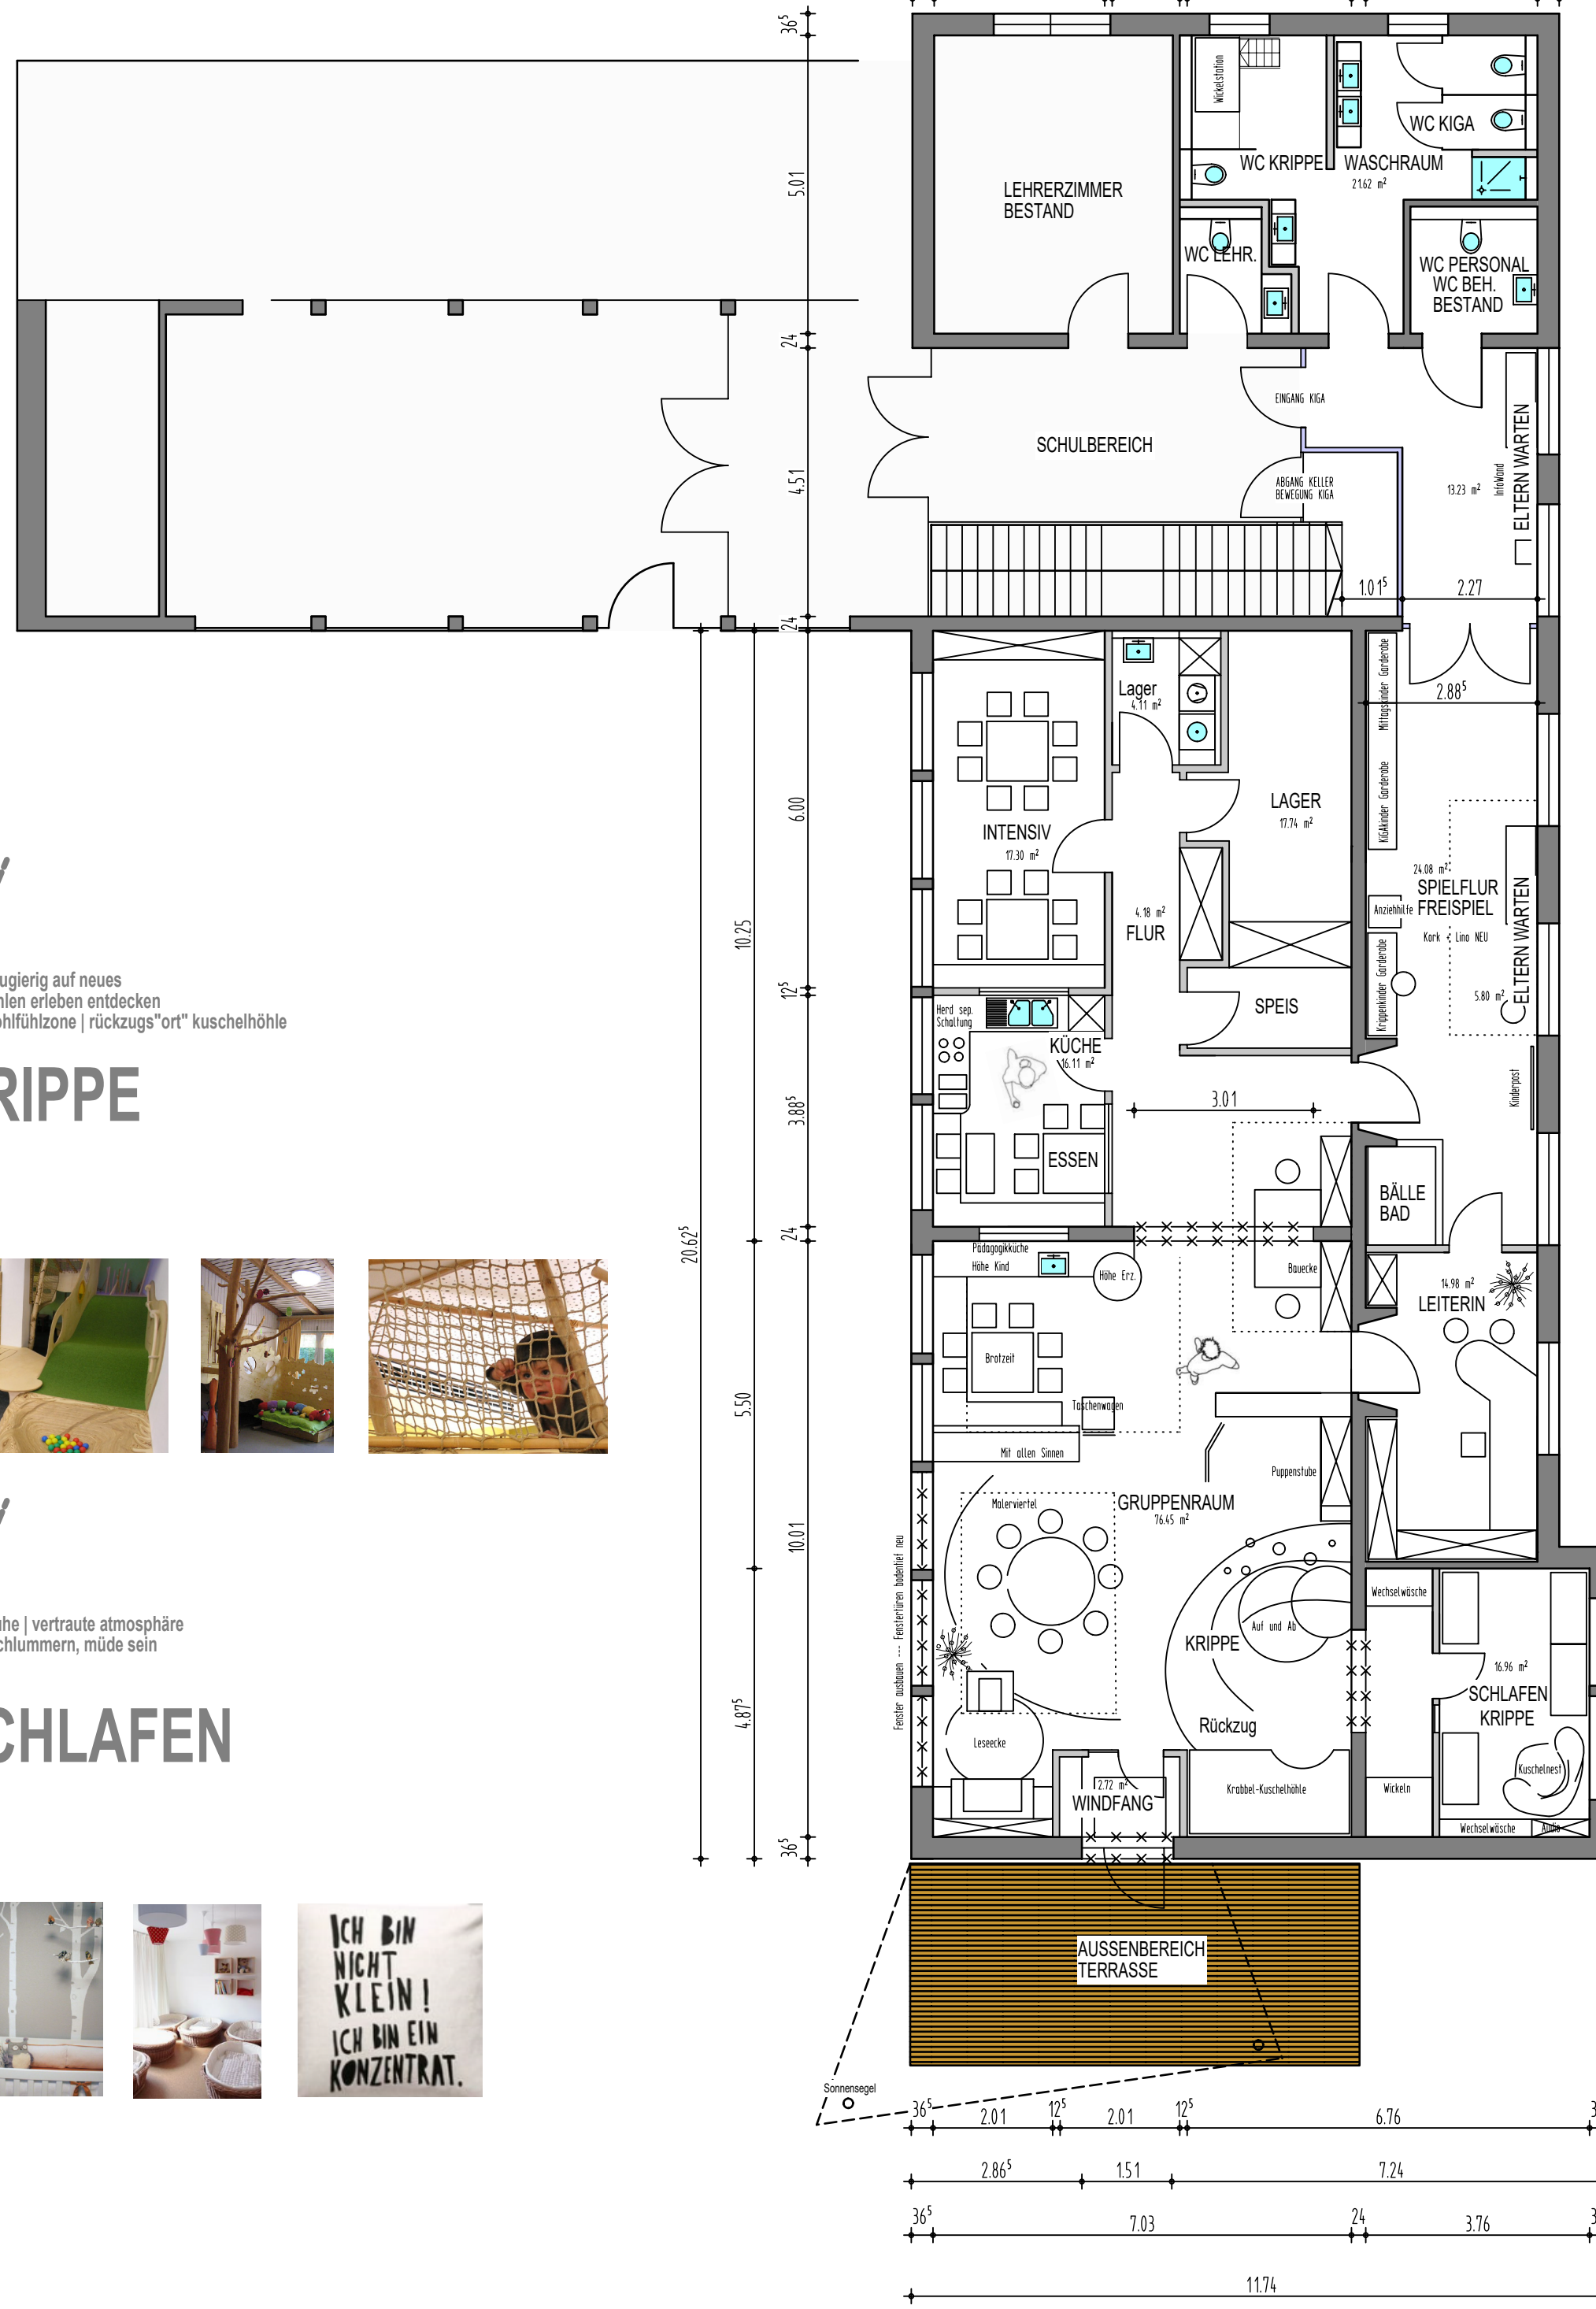 36⁵
5.01
24
4.51
24
6.00
12⁵
3.88⁵
24
10.01
36⁵
10.25
5.50
4.87⁵
20.62⁵
LEHRERZIMMER
BESTAND
Wickelstation
WC KRIPPE
WASCHRAUM
21.62 m²
WC KIGA
WC LEHR.
WC PERSONAL
WC BEH.
BESTAND
SCHULBEREICH
EINGANG KIGA
ABGANG KELLER
BEWEGUNG KIGA
13.23 m²
InfoWand
ELTERN WARTEN
1.01⁵
2.27
2.88⁵
Lager
4.11 m²
INTENSIV
17.30 m²
LAGER
17.74 m²
4.18 m²
FLUR
Mittagskinder Garderobe
KiGAkinder Garderobe
24.08 m²
SPIELFLUR
FREISPIEL
Anziehhilfe
Kork + Lino NEU
ELTERN WARTEN
5.80 m²
Krippenkinder Garderobe
SPEIS
Herd sep.
Schaltung
KÜCHE
16.11 m²
ESSEN
3.01
Kinderpost
BÄLLE
BAD
Pädagogikküche
Höhe Kind
Höhe Erz.
Bauecke
14.98 m²
LEITERIN
Brotzeit
Taschenwagen
Mit allen Sinnen
Puppenstube
Malerviertel
GRUPPENRAUM
76.45 m²
Fenster ausbauen --- Fenstertüren bodentief neu
KRIPPE
Auf und Ab
Rückzug
Leseecke
2.72 m²
WINDFANG
Krabbel-Kuschelhöhle
Wechselwäsche
Wickeln
16.96 m²
SCHLAFEN
KRIPPE
Kuschelnest
Wechselwäsche
Audio
AUSSENBEREICH
TERRASSE
Sonnensegel
36⁵
2.01
12⁵
2.01
12⁵
6.76
3
2.86⁵
1.51
7.24
36⁵
7.03
24
3.76
3
11.74
ugierig auf neues
hlen erleben entdecken
ohlfühlzone | rückzugs"ort" kuschelhöhle
RIPPE
uhe | vertraute atmosphäre
chlummern, müde sein
CHLAFEN
ICH BIN
NICHT
KLEIN!
ICH BIN EIN
KONZENTRAT.